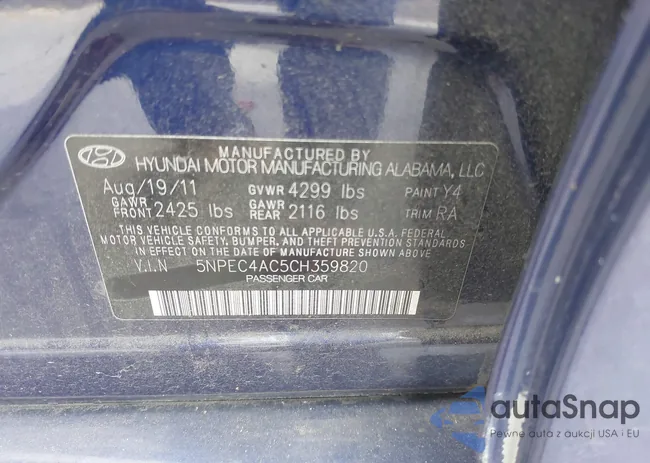 MANUFACTURED BY
HYUNDAI MOTOR MANUFACTURING ALABAMA, LLC
Aug/19/11 GVWR 4299 lbs PAINT Y4
GAWR FRONT 2425 lbs GAWR REAR 2116 lbs TRIM RA
THIS VEHICLE CONFORMS TO ALL APPLICABLE U.S.A. FEDERAL
MOTOR VEHICLE SAFETY, BUMPER, AND THEFT PREVENTION STANDARDS
IN EFFECT ON THE DATE OF MANUFACTURE SHOWN ABOVE
V.I.N 5NPEC4AC5CH359820
PASSENGER CAR
autaSnap
Pewne auta z aukcji USA i EU